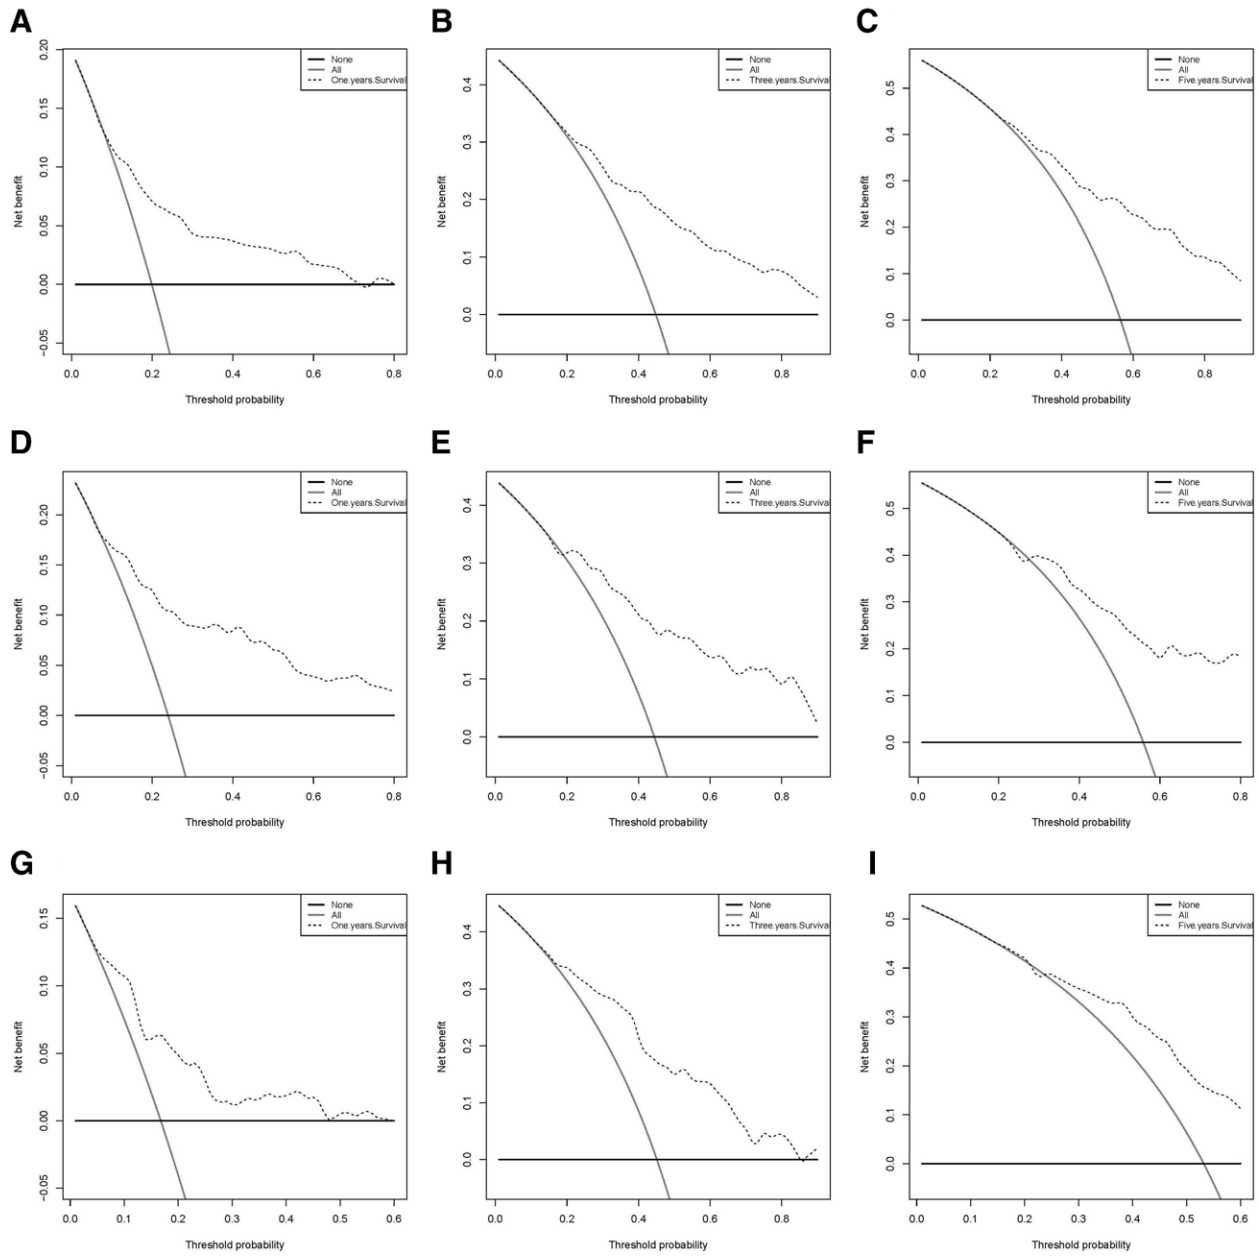 A
B
C
None
All
One.years.Survival
None
All
Three.years.Survival
None
All
Five.years.Survival
Net benefit
0.20
0.15
0.10
0.05
0.00
−0.05
0.0 0.2 0.4 0.6 0.8
Threshold probability
Net benefit
0.4
0.3
0.2
0.1
0.0
0.0 0.2 0.4 0.6 0.8
Threshold probability
Net benefit
0.5
0.4
0.3
0.2
0.1
0.0
0.0 0.2 0.4 0.6 0.8
Threshold probability
D
E
F
None
All
One.years.Survival
None
All
Three.years.Survival
None
All
Five.years.Survival
Net benefit
0.20
0.15
0.10
0.05
0.00
−0.05
0.0 0.2 0.4 0.6 0.8
Threshold probability
Net benefit
0.4
0.3
0.2
0.1
0.0
0.0 0.2 0.4 0.6 0.8
Threshold probability
Net benefit
0.5
0.4
0.3
0.2
0.1
0.0
0.0 0.2 0.4 0.6 0.8
Threshold probability
G
H
I
None
All
One.years.Survival
None
All
Three.years.Survival
None
All
Five.years.Survival
Net benefit
0.15
0.10
0.05
0.00
−0.05
0.0 0.1 0.2 0.3 0.4 0.5 0.6
Threshold probability
Net benefit
0.4
0.3
0.2
0.1
0.0
0.0 0.2 0.4 0.6 0.8
Threshold probability
Net benefit
0.5
0.4
0.3
0.2
0.1
0.0
0.0 0.1 0.2 0.3 0.4 0.5 0.6
Threshold probability